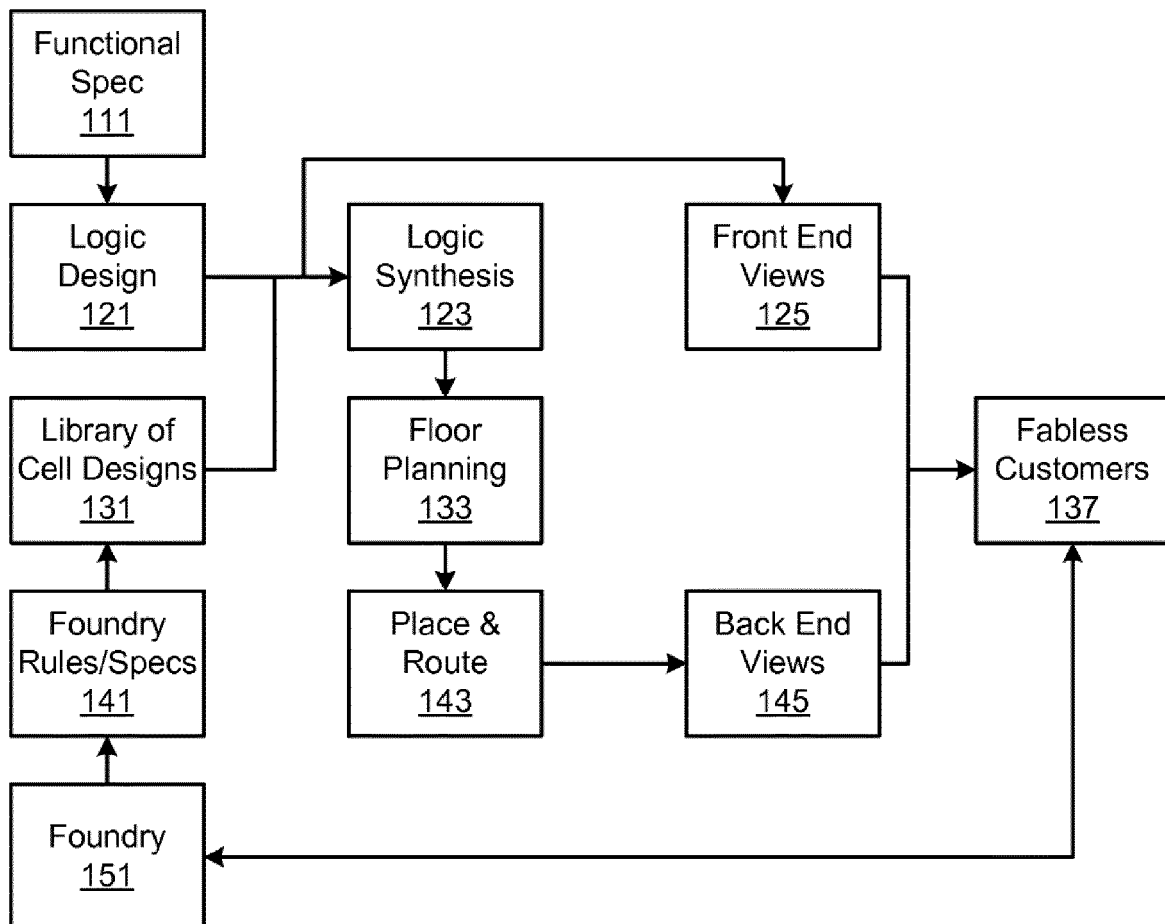 Functional
Spec
111
Logic
Design
121
Logic
Synthesis
123
Front End
Views
125
Library of
Cell Designs
131
Floor
Planning
133
Fabless
Customers
137
Foundry
Rules/Specs
141
Place &
Route
143
Back End
Views
145
Foundry
151